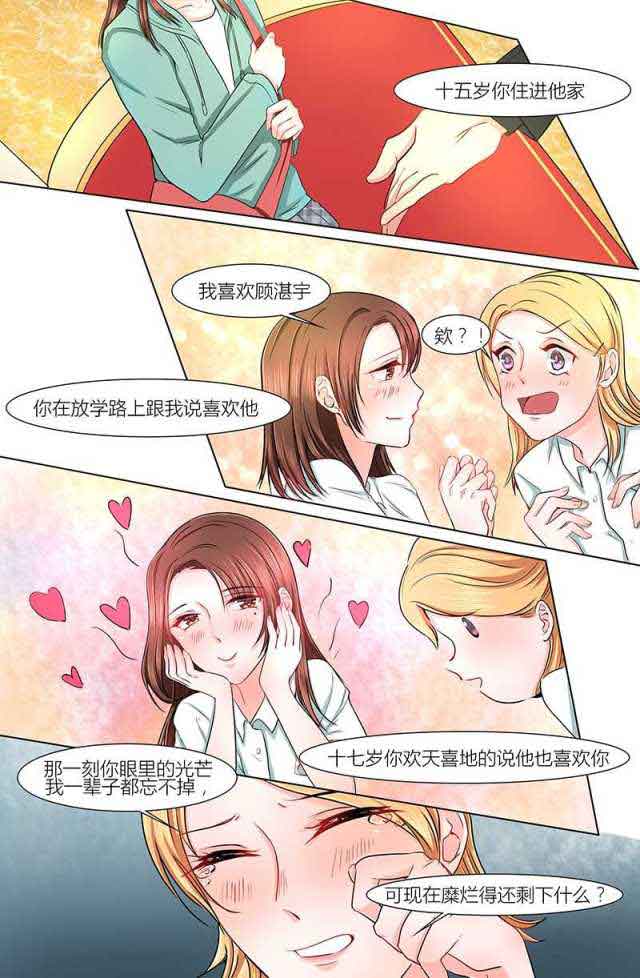 十五岁你住进他家
我喜欢顾湛宇
欸？！
你在放学路上跟我说喜欢他
十七岁你欢天喜地的说他也喜欢你
那一刻你眼里的光芒
我一辈子都忘不掉，
可现在糜烂得还剩下什么？